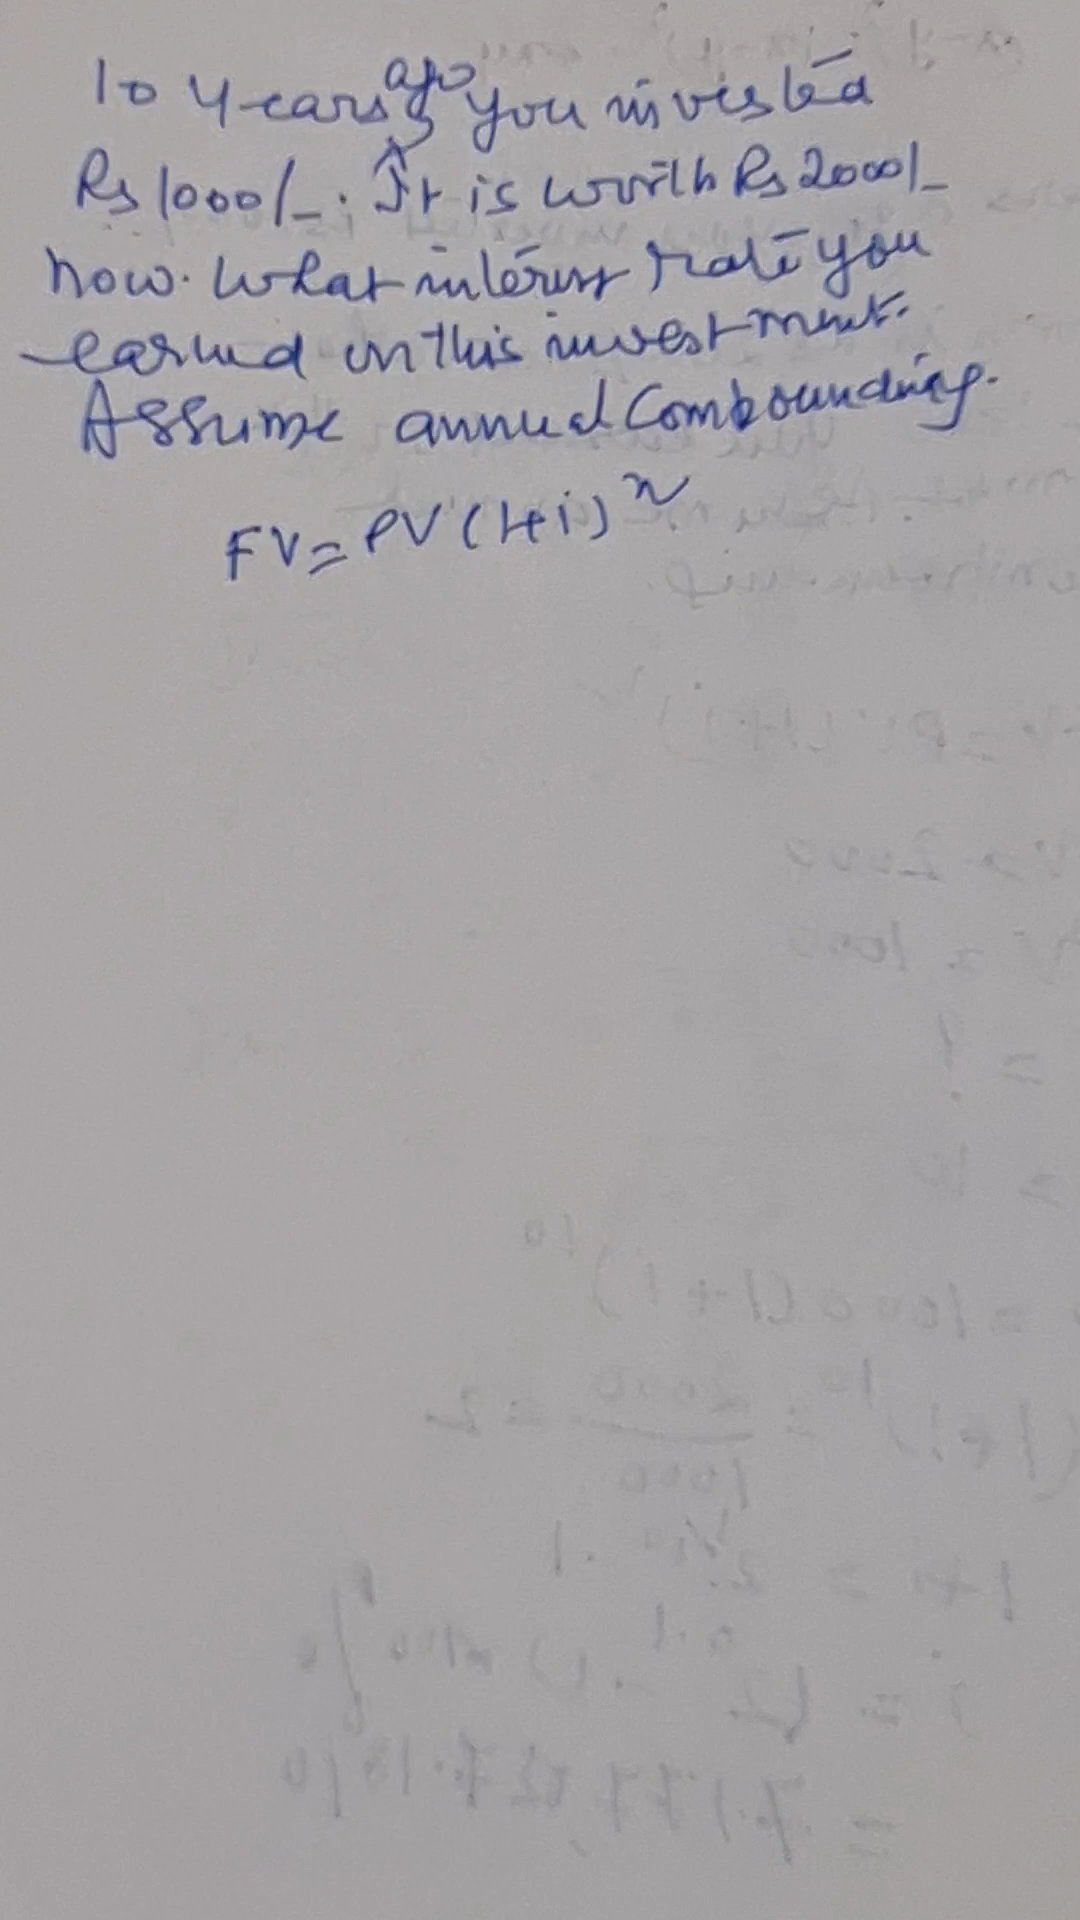 10 years ago you invested
Rs 1000/-. It is worth Rs 2000/-
now. What interest rate you
earned on this investment.
Assume annual Compounding.
FV = PV (1+i)^n